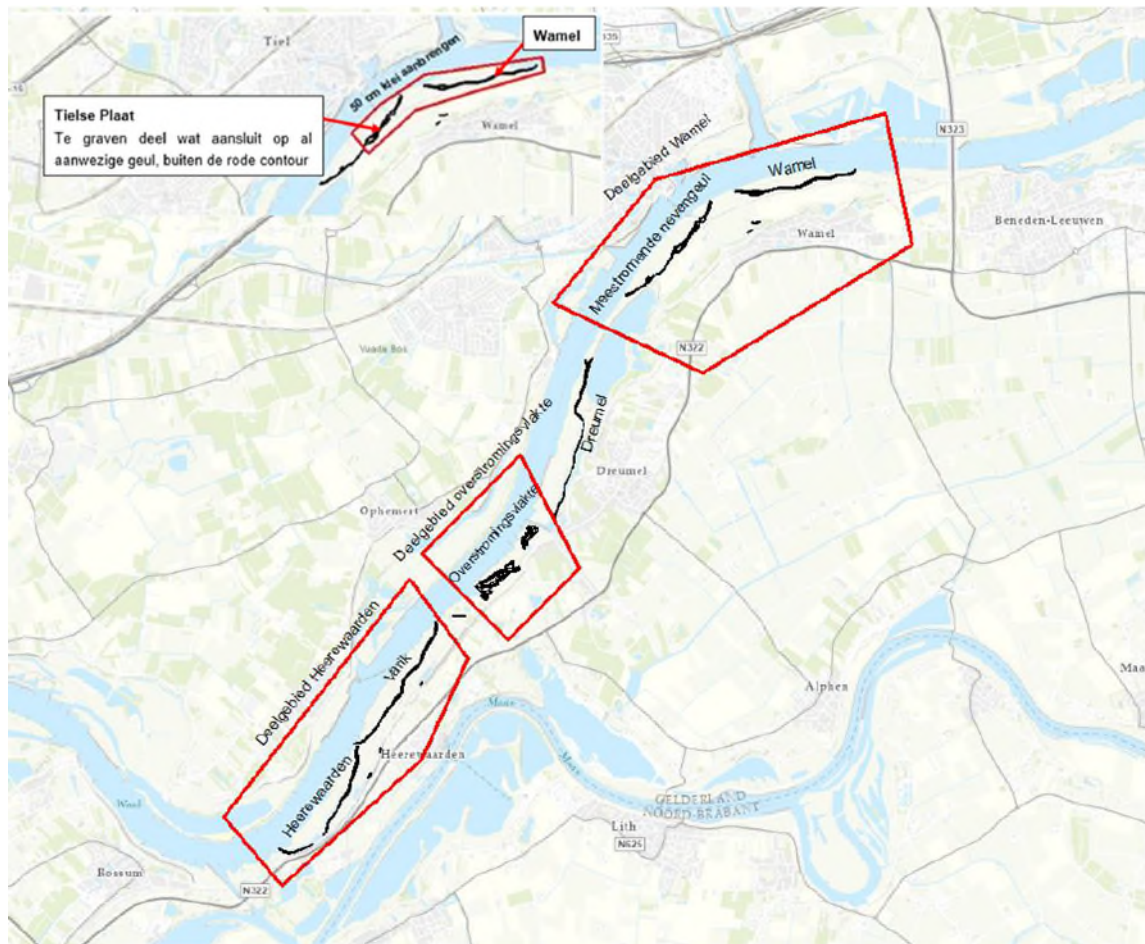 Tiel
Wamel
50 cm klei aanbrengen
Tielse Plaat
Te graven deel wat aansluit op al
aanwezige geul, buiten de rode contour
Wamel
N323
Deelgebied Wamel
Wamel
Meestromende nevengeul
Wamel
Beneden-Leeuwen
N322
Dreumel
Dreumel
Deelgebied overstromingsvlakte
Ophemert
Overstromingsvlakte
Deelgebied Heerewaarden
Varik
Alphen
Maas
Maas
Heerewaarden
Heerewaarden
GELDERLAND
NOORD-BRABANT
Waal
Lith
N625
Rossum
N322